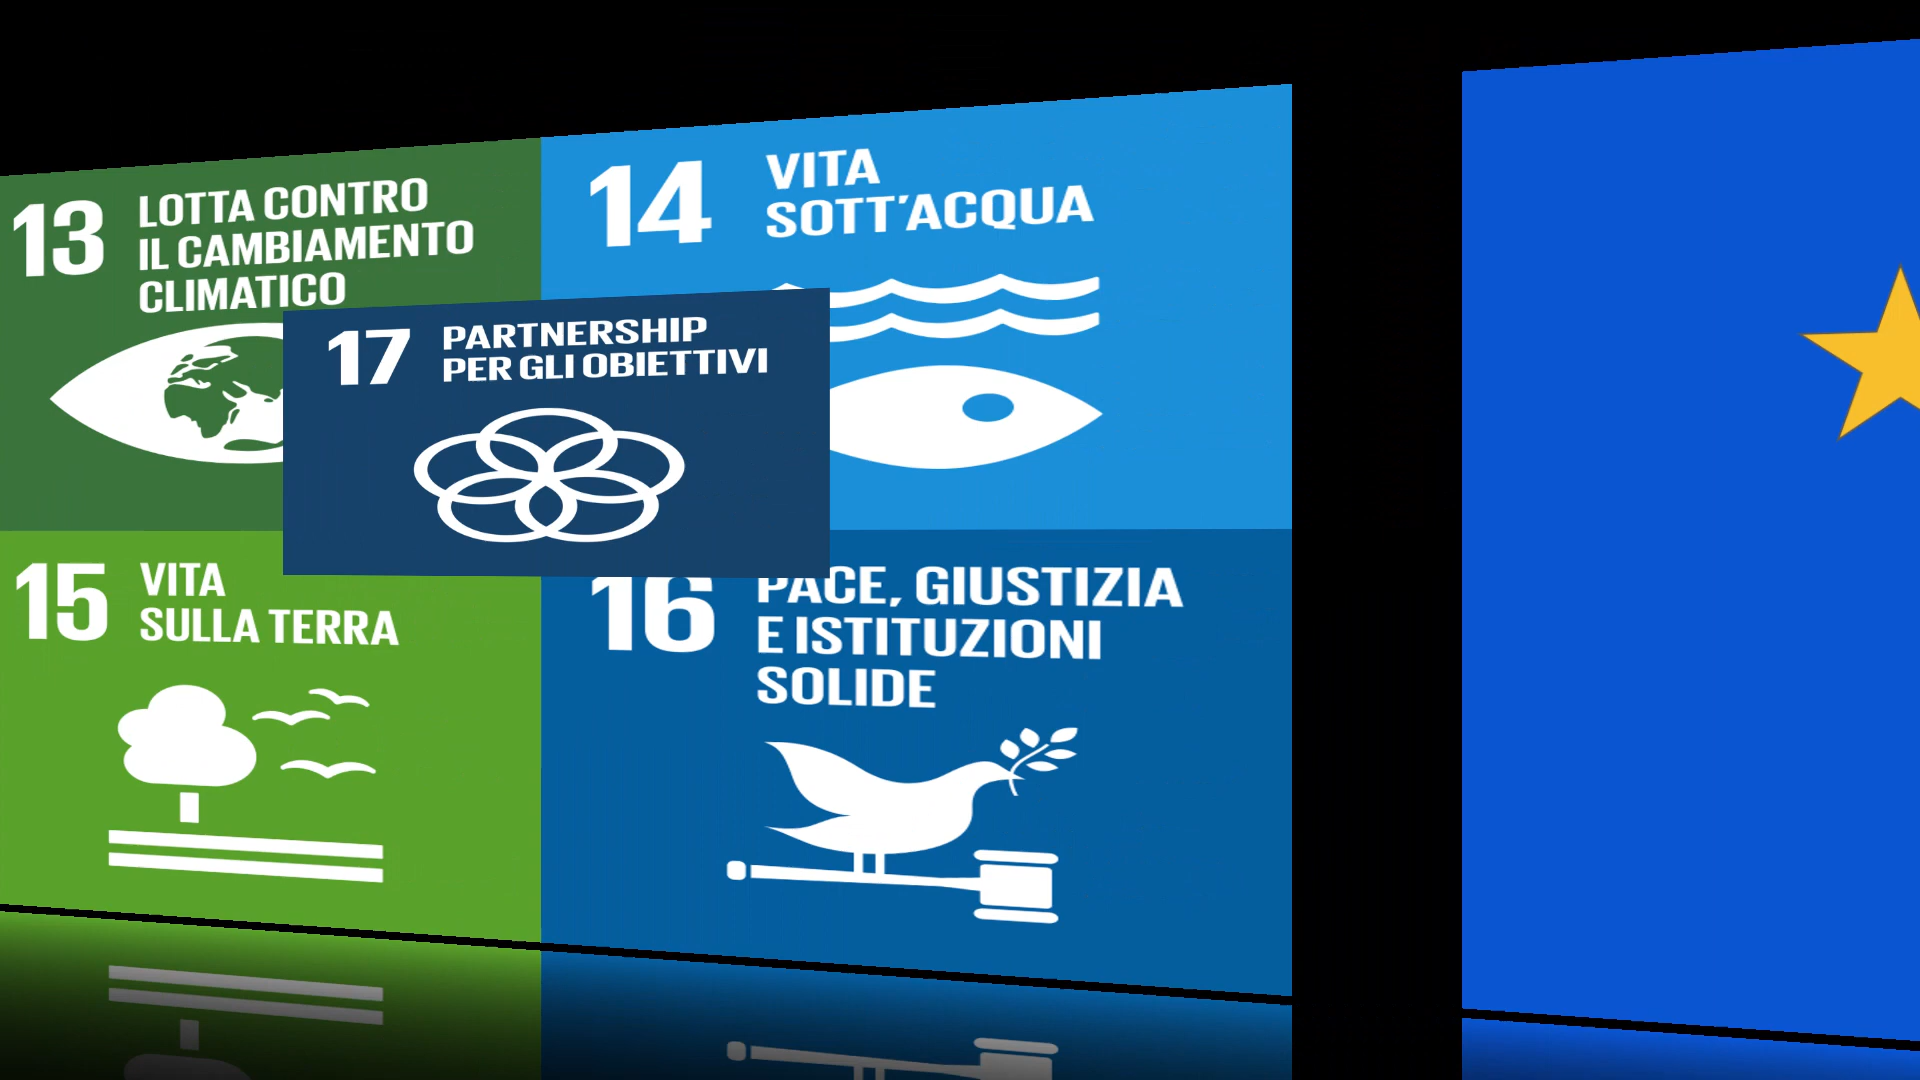 13
LOTTA CONTRO
IL CAMBIAMENTO
CLIMATICO
14
VITA
SOTT'ACQUA
17
PARTNERSHIP
PER GLI OBIETTIVI
15
VITA
SULLA TERRA
16
PACE, GIUSTIZIA
E ISTITUZIONI
SOLIDE